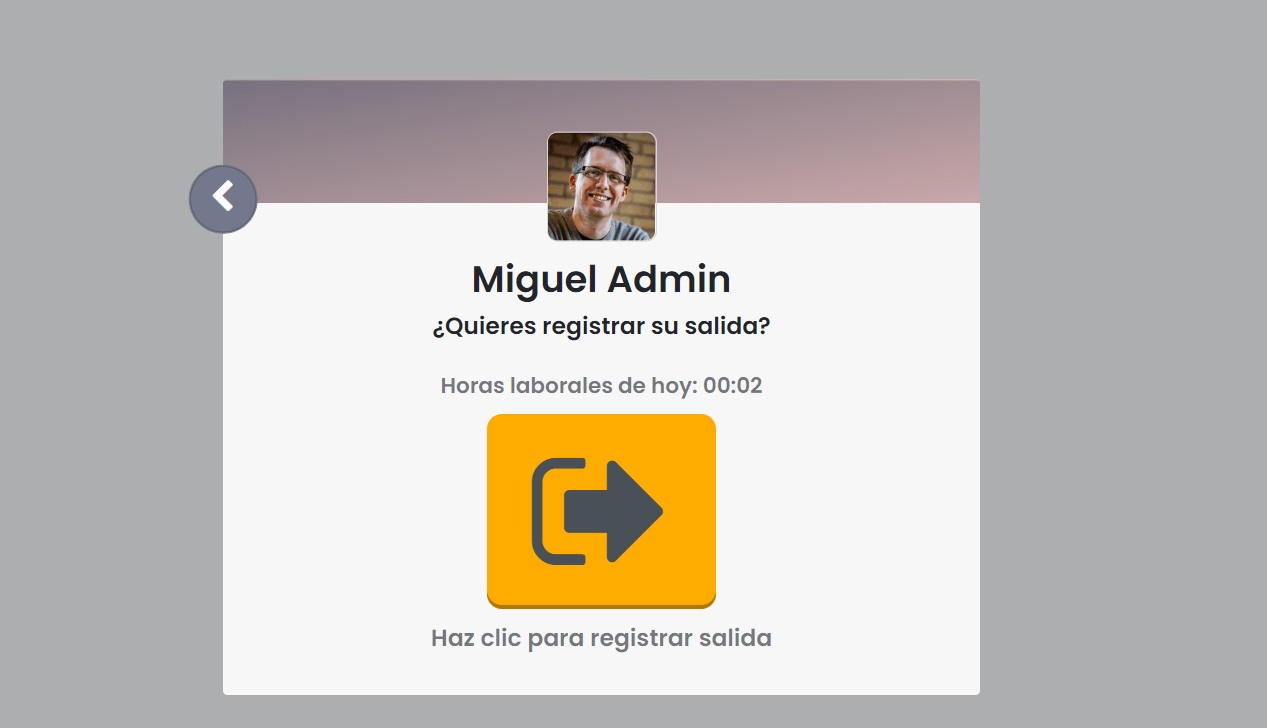 Miguel Admin
¿Quieres registrar su salida?
Horas laborales de hoy: 00:02
Haz clic para registrar salida